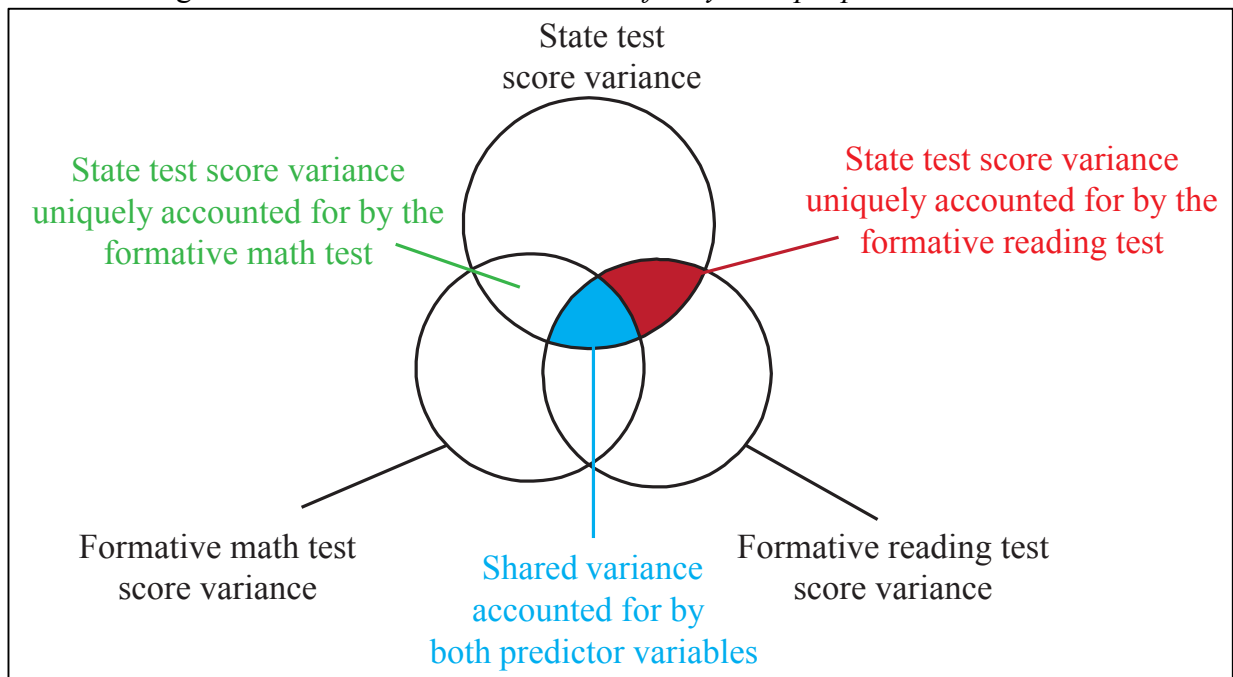 State test
score variance
State test score variance
uniquely accounted for by the
formative math test
State test score variance
uniquely accounted for by the
formative reading test
Formative math test
score variance
Shared variance
accounted for by
both predictor variables
Formative reading test
score variance